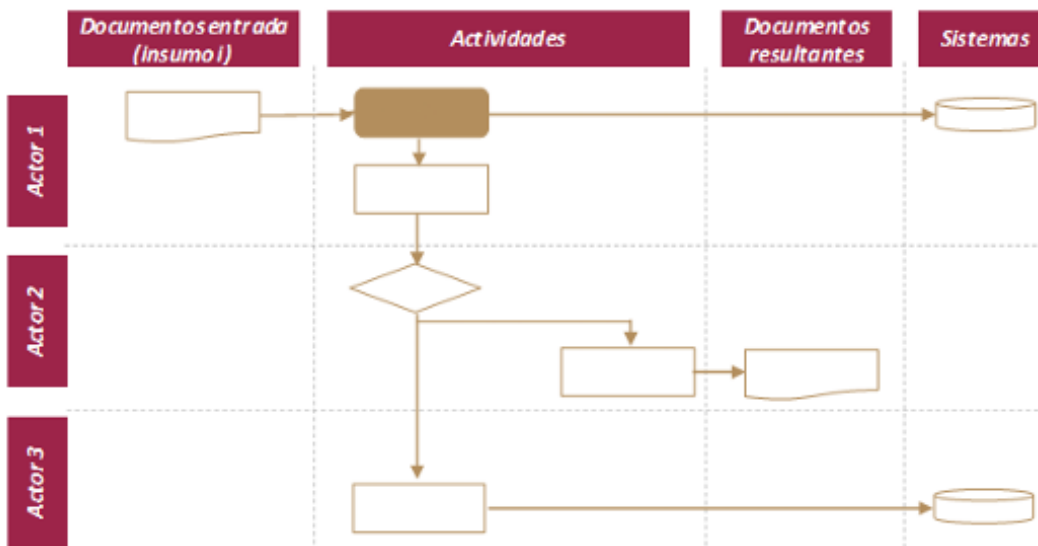 Documentos entrada
(insumo i)
Actividades
Documentos
resultantes
Sistemas
Actor 1
Actor 2
Actor 3